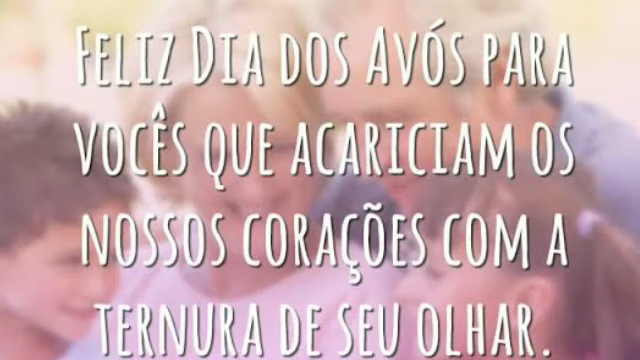 Feliz Dia dos Avós para
vocês que acariciam os
nossos corações com a
ternura de seu olhar.